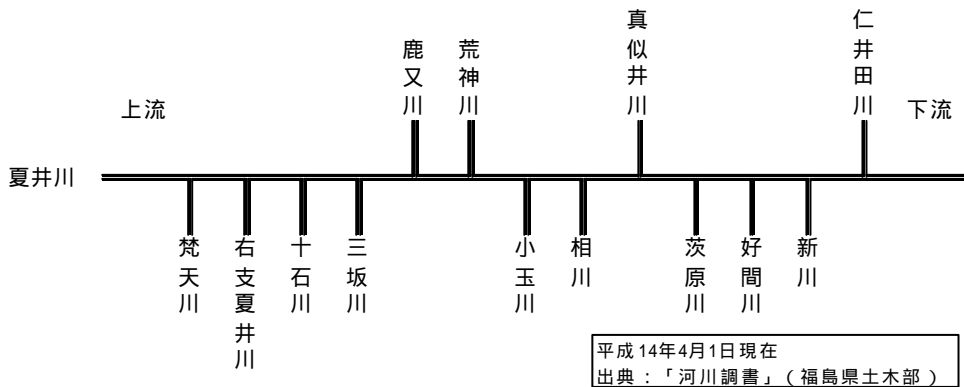 鹿又川
荒神川
真似井川
仁井田川
上流
下流
夏井川
梵天川
右支夏井川
十石川
三坂川
小玉川
相川
茨原川
好間川
新川
平成14年4月1日現在
出典:「河川調書」(福島県土木部)